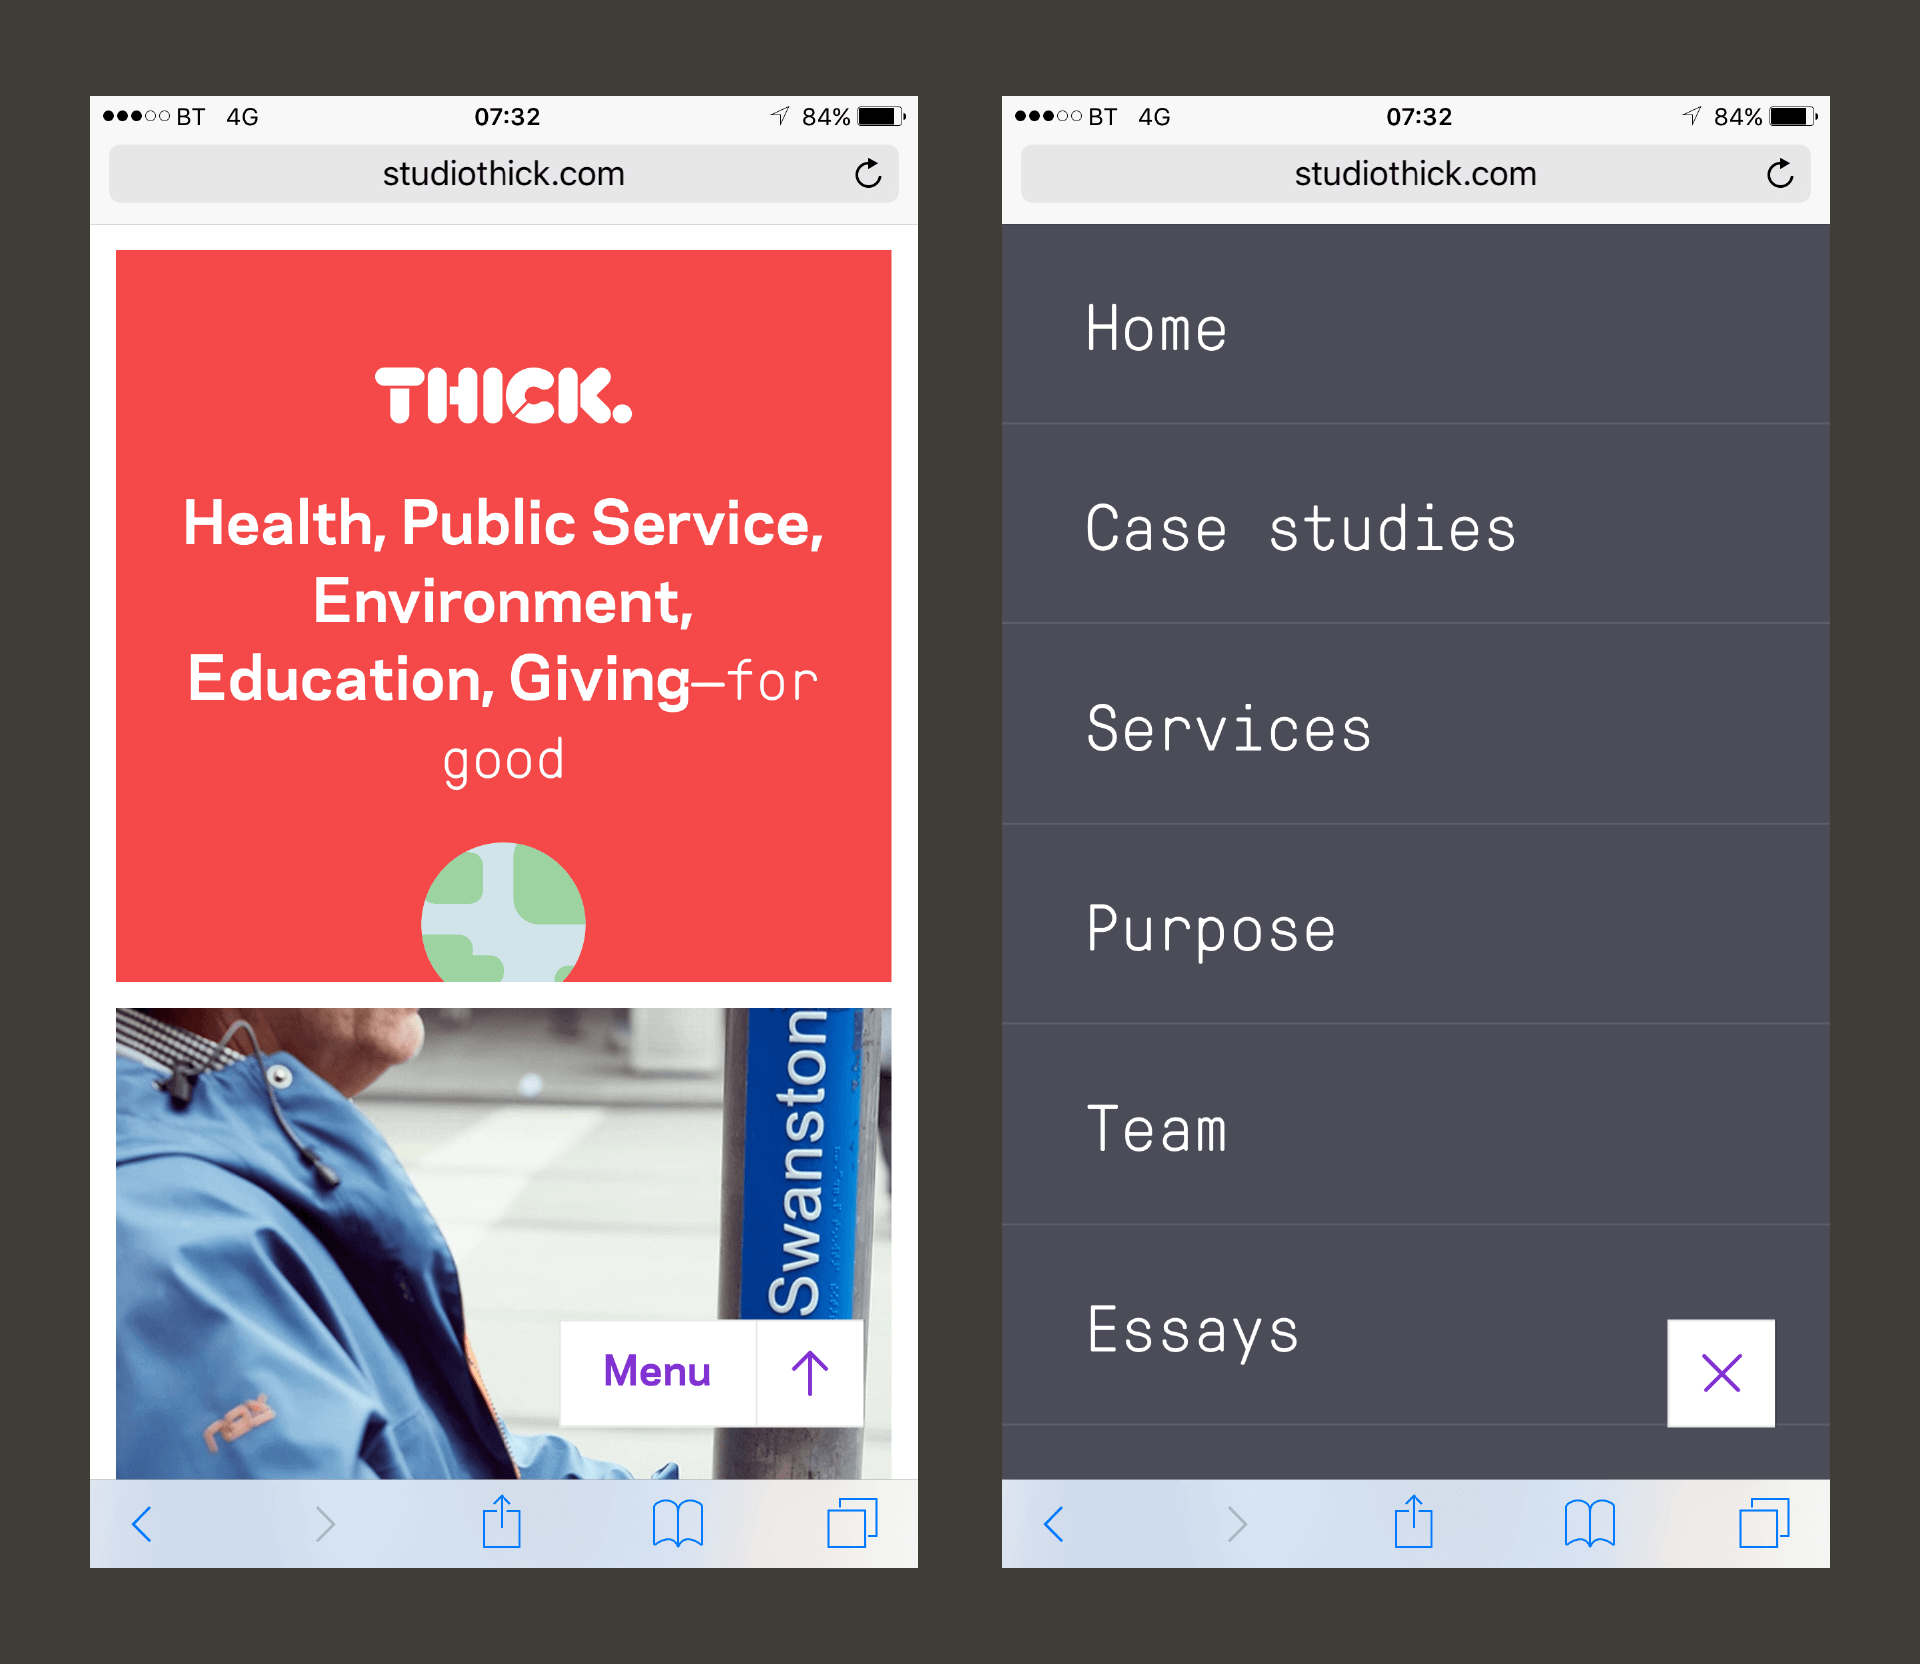 BT 4G 07:32 84%
studiothick.com
THICK.
Health, Public Service,
Environment,
Education, Giving—for
good
Swanston
Menu
BT 4G 07:32 84%
studiothick.com
Home
Case studies
Services
Purpose
Team
Essays